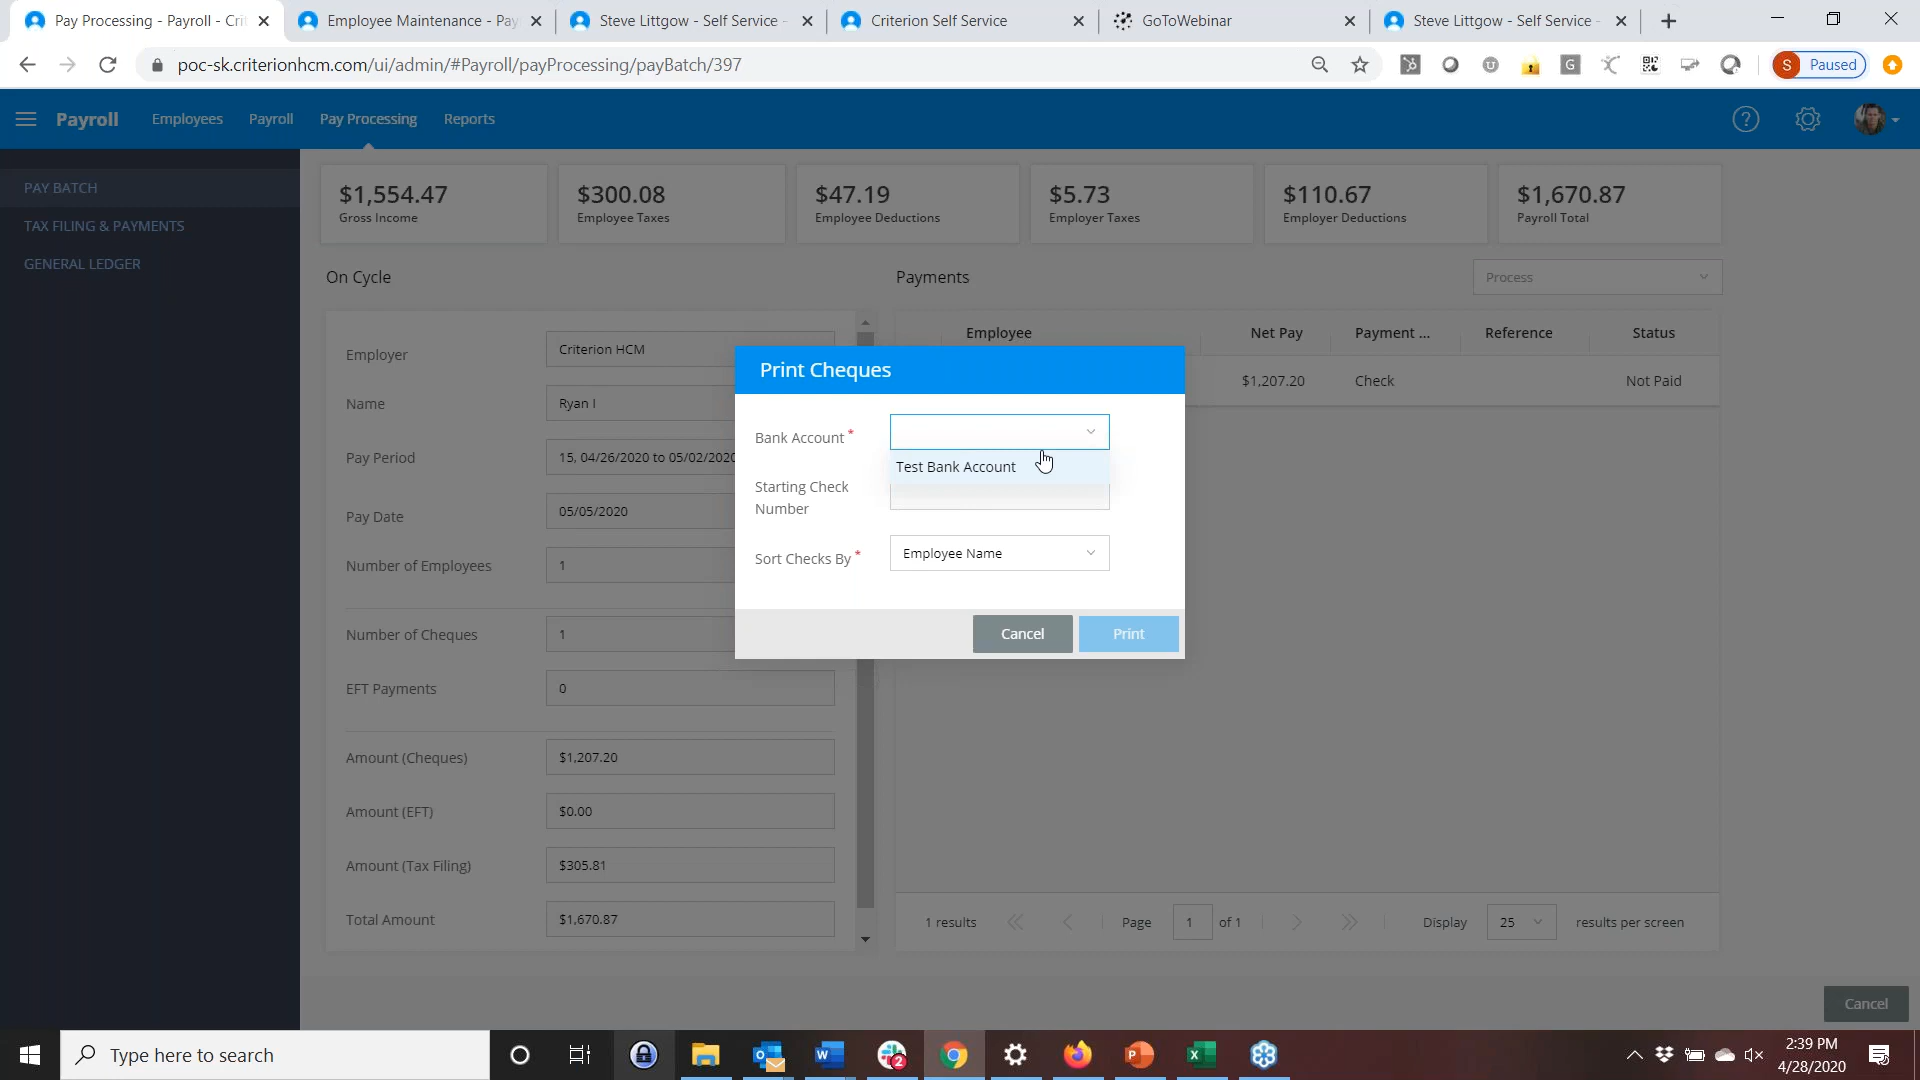 Pay Processing - Payroll - Crit
Employee Maintenance - Pay
Steve Littgow - Self Service -
Criterion Self Service
GoToWebinar
Steve Littgow - Self Service -
poc-sk.criterionhcm.com/ui/admin/#Payroll/payProcessing/payBatch/397
S Paused
Payroll
Employees
Payroll
Pay Processing
Reports
PAY BATCH
TAX FILING & PAYMENTS
GENERAL LEDGER
$1,554.47
Gross Income
$300.08
Employee Taxes
$47.19
Employee Deductions
$5.73
Employer Taxes
$110.67
Employer Deductions
$1,670.87
Payroll Total
On Cycle
Payments
Process
Employer
Criterion HCM
Name
Ryan I
Pay Period
15, 04/26/2020 to 05/02/2020
Pay Date
05/05/2020
Number of Employees
1
Number of Cheques
1
EFT Payments
0
Amount (Cheques)
$1,207.20
Amount (EFT)
$0.00
Amount (Tax Filing)
$305.81
Total Amount
$1,670.87
Employee
Net Pay
Payment ...
Reference
Status
$1,207.20
Check
Not Paid
Print Cheques
Bank Account *
Test Bank Account
Starting Check
Number
Sort Checks By *
Employee Name
Cancel
Print
1 results
Page
1
of 1
Display
25
results per screen
Cancel
Type here to search
2
2:39 PM
4/28/2020